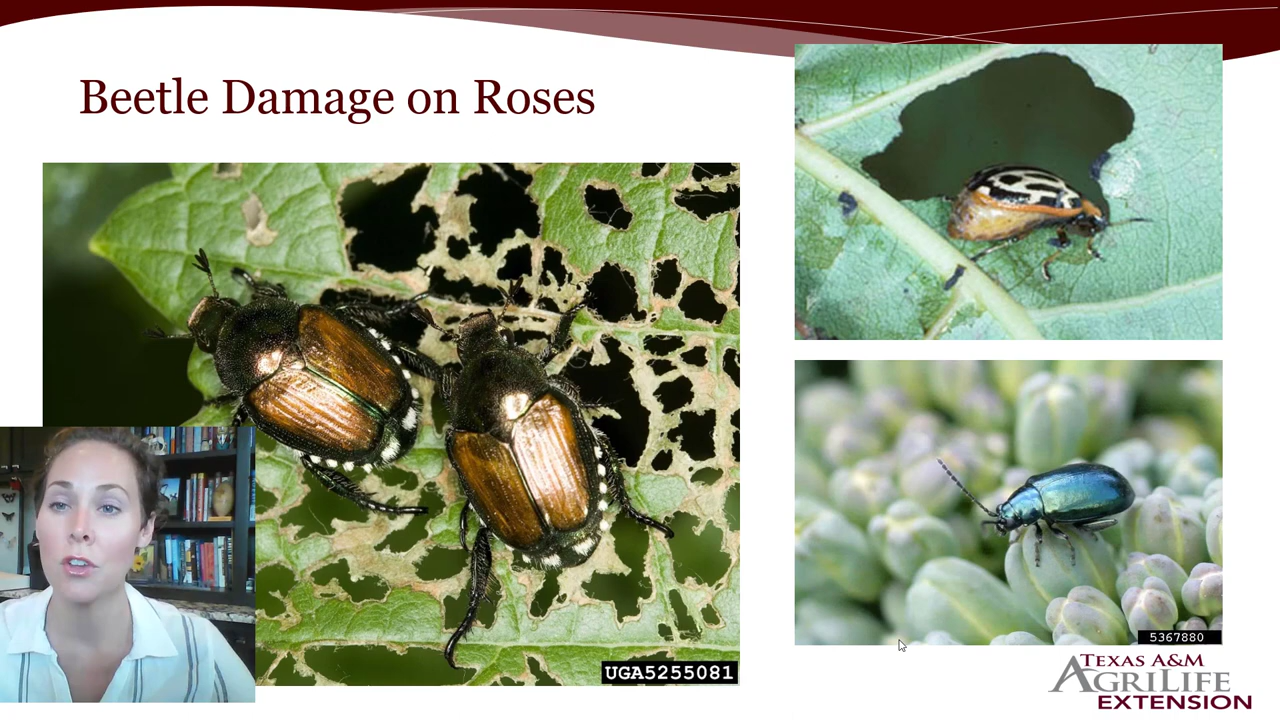 Beetle Damage on Roses
UGA5255081
5367880
TEXAS A&M
AGRILIFE
EXTENSION